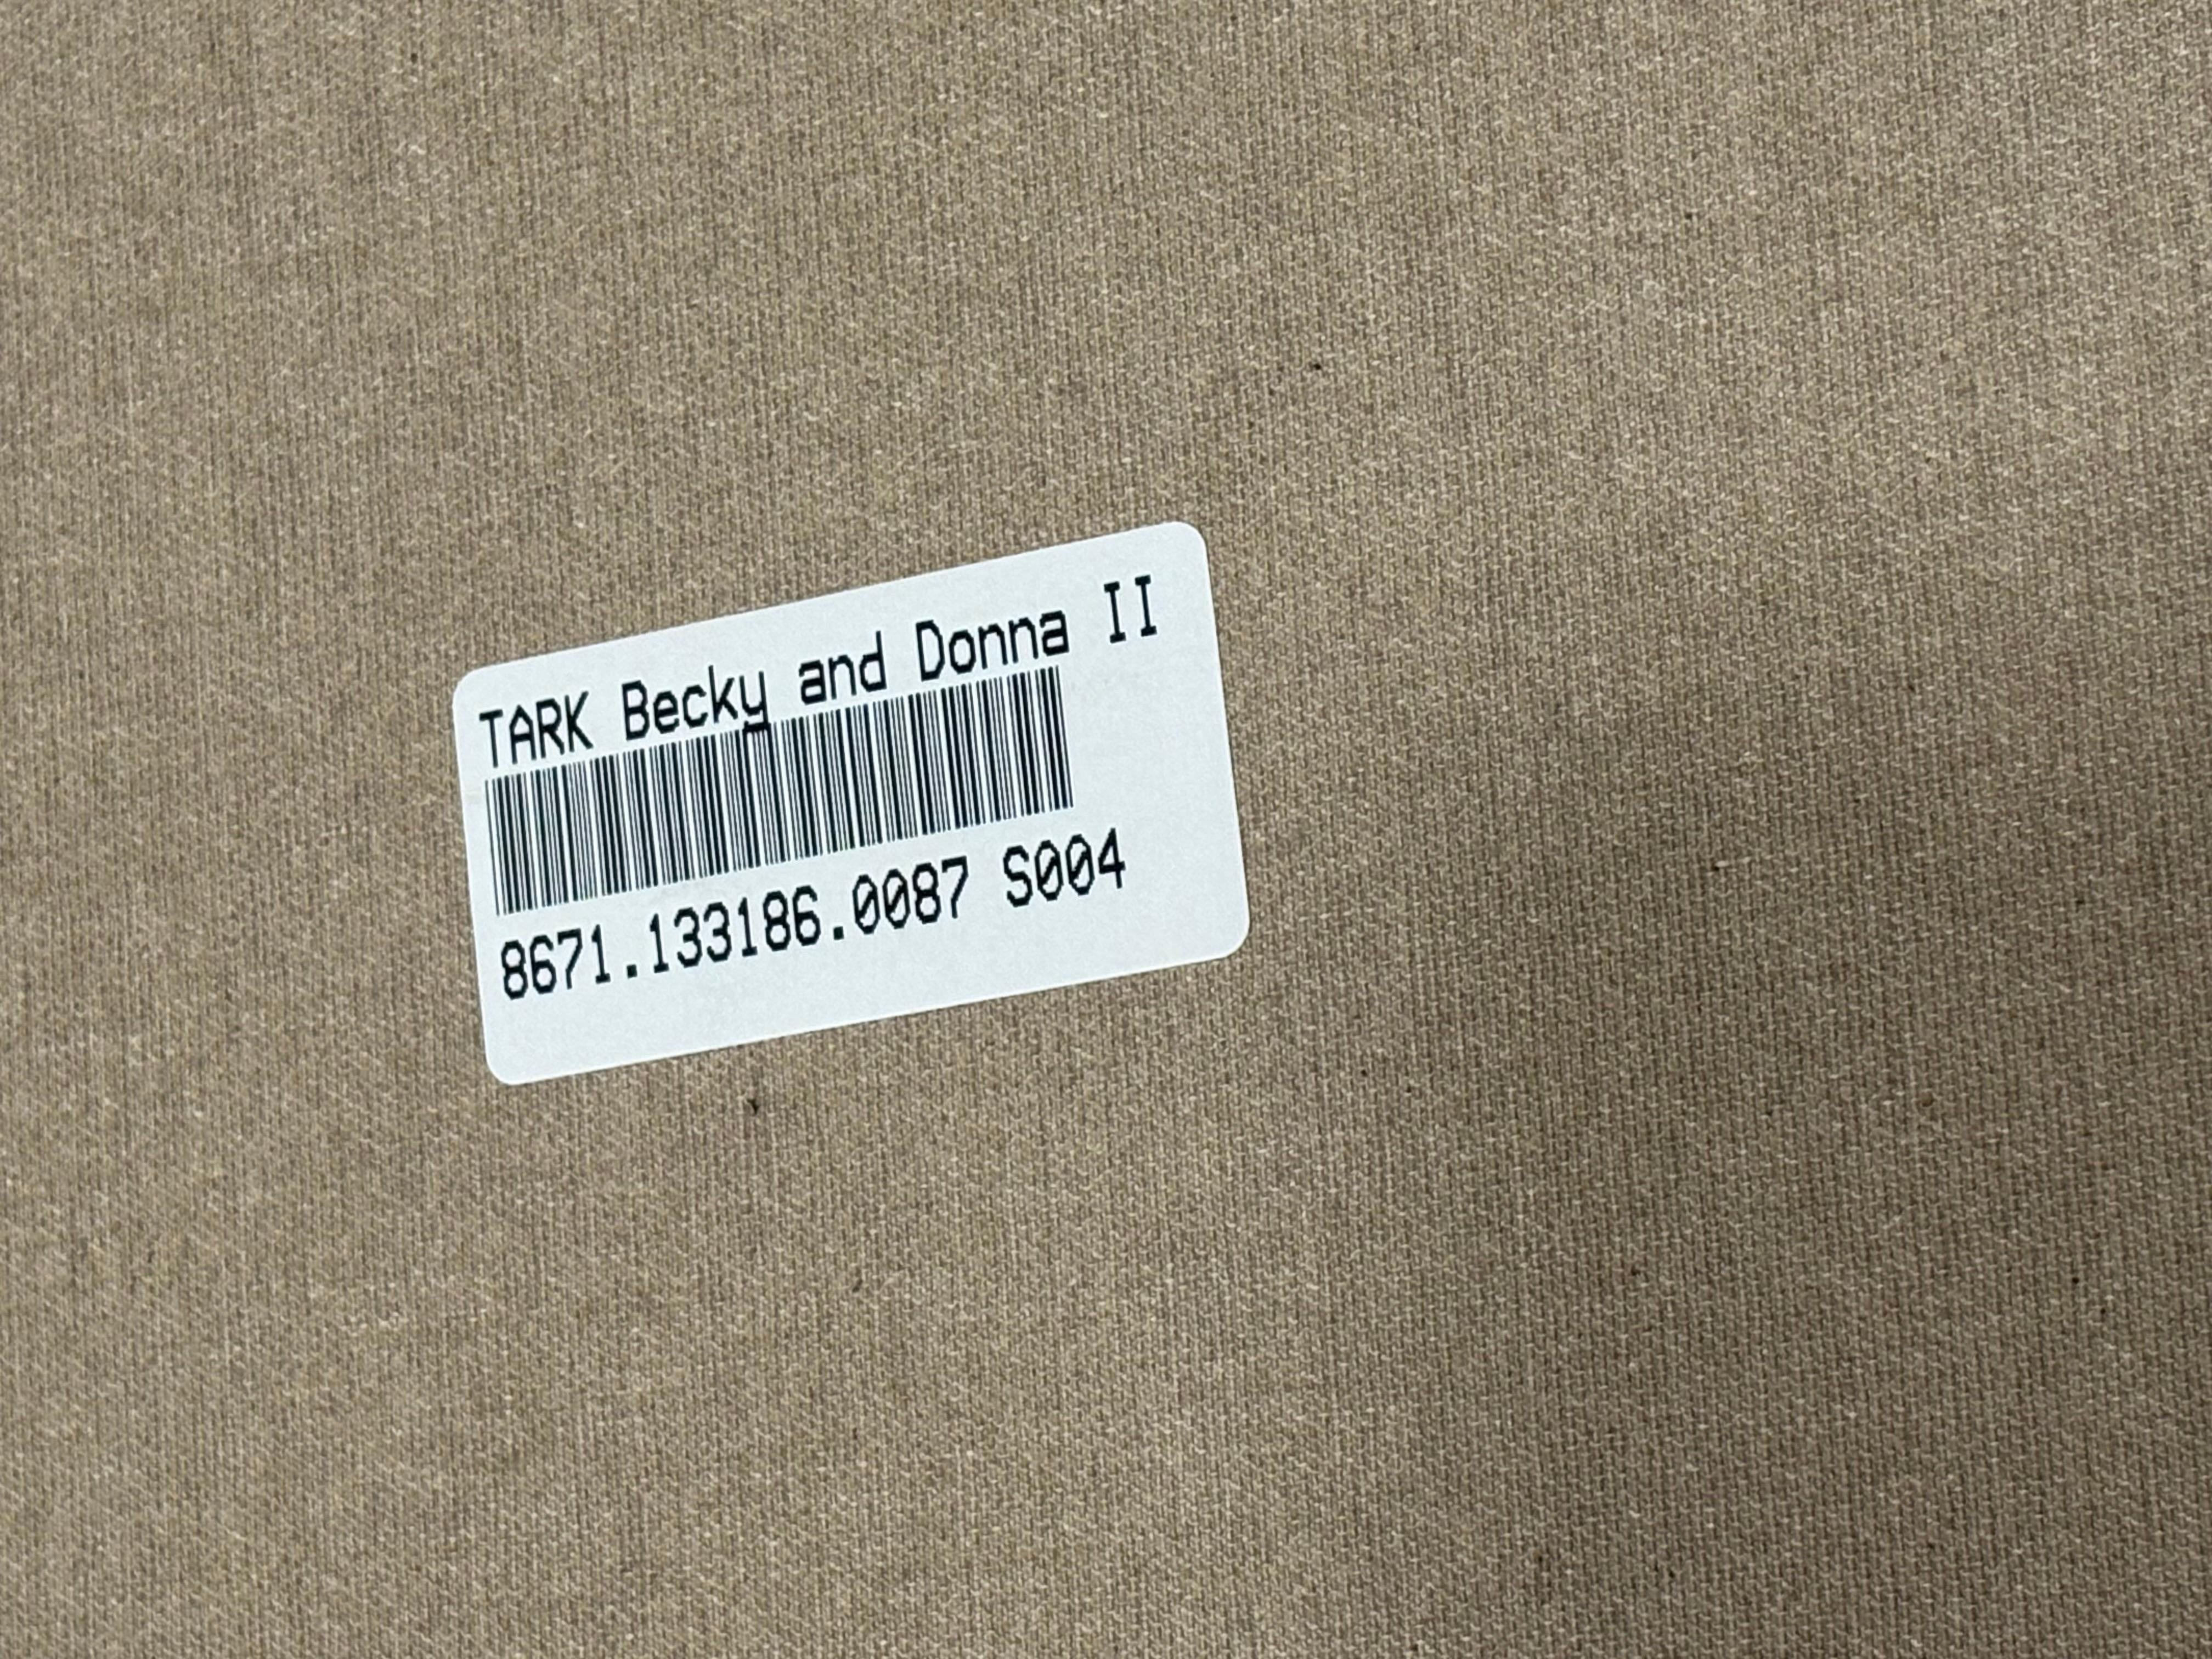 TARK Becky and Donna II
8671.133186.0087 S004